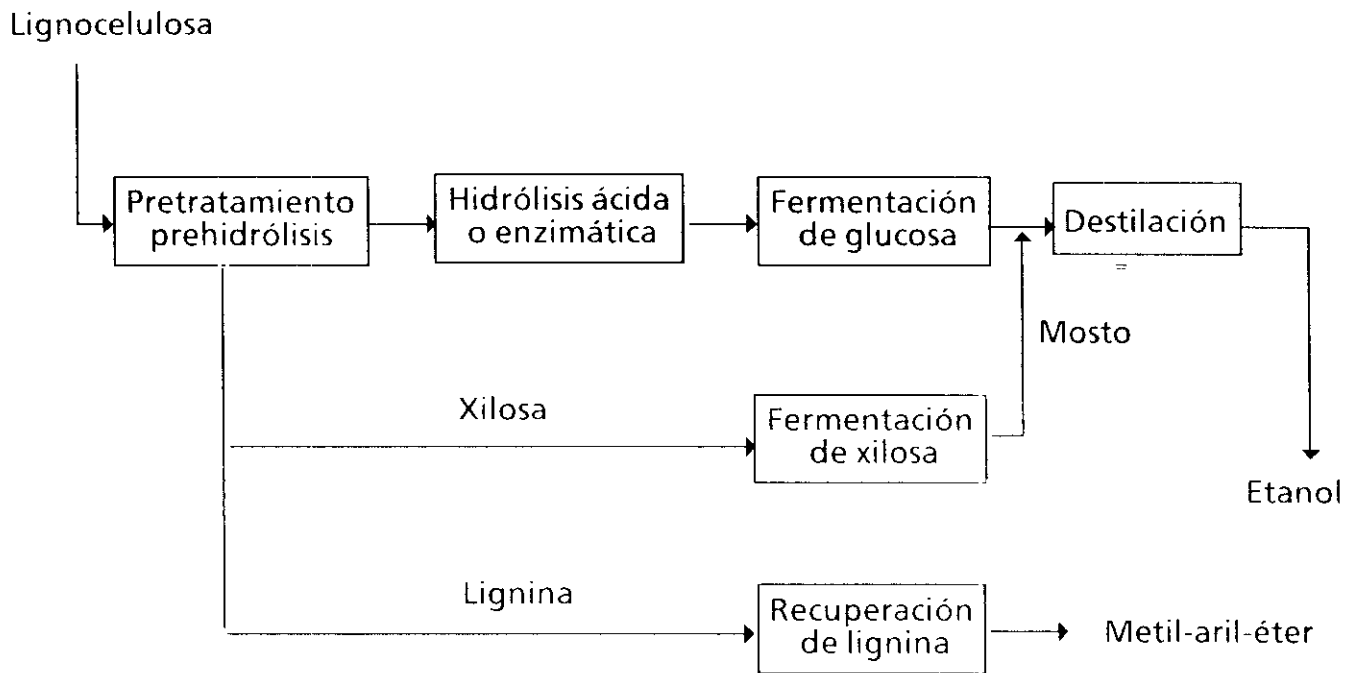 Lignocelulosa
Pretratamiento
prehidrólisis
Hidrólisis ácida
o enzimática
Fermentación
de glucosa
Destilación
Mosto
Xilosa
Fermentación
de xilosa
Etanol
Lignina
Recuperación
de lignina
Metil-aril-éter